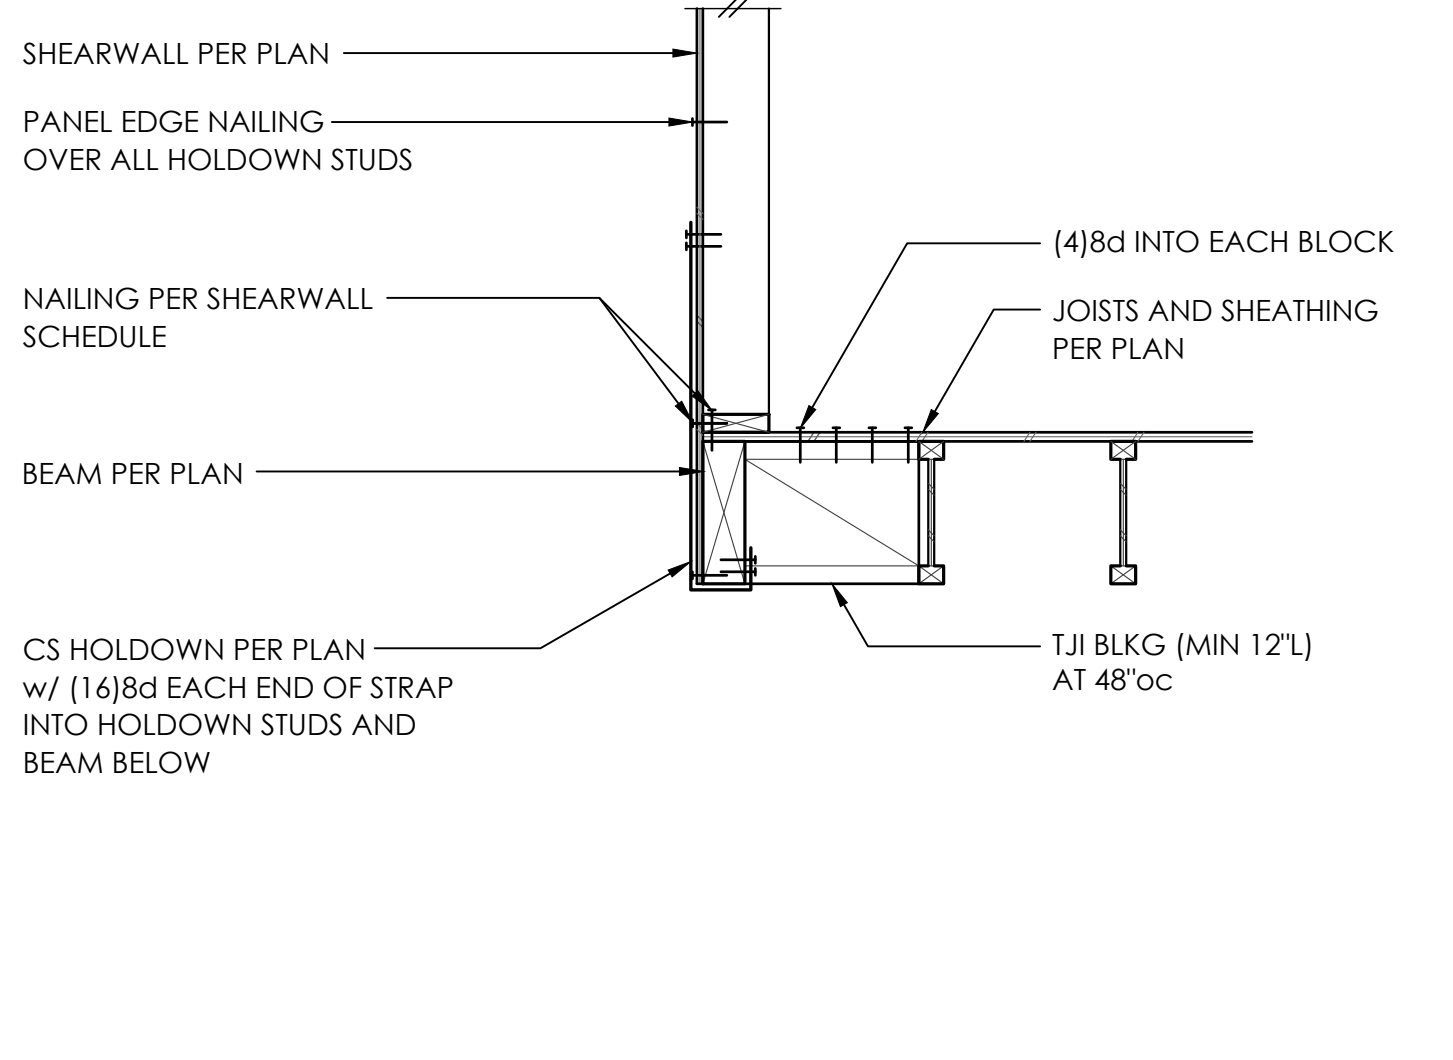 SHEARWALL PER PLAN
PANEL EDGE NAILING
OVER ALL HOLDOWN STUDS
(4)8d INTO EACH BLOCK
NAILING PER SHEARWALL
SCHEDULE
JOISTS AND SHEATHING
PER PLAN
BEAM PER PLAN
CS HOLDOWN PER PLAN
w/ (16)8d EACH END OF STRAP
INTO HOLDOWN STUDS AND
BEAM BELOW
TJI BLKG (MIN 12"L)
AT 48"oc